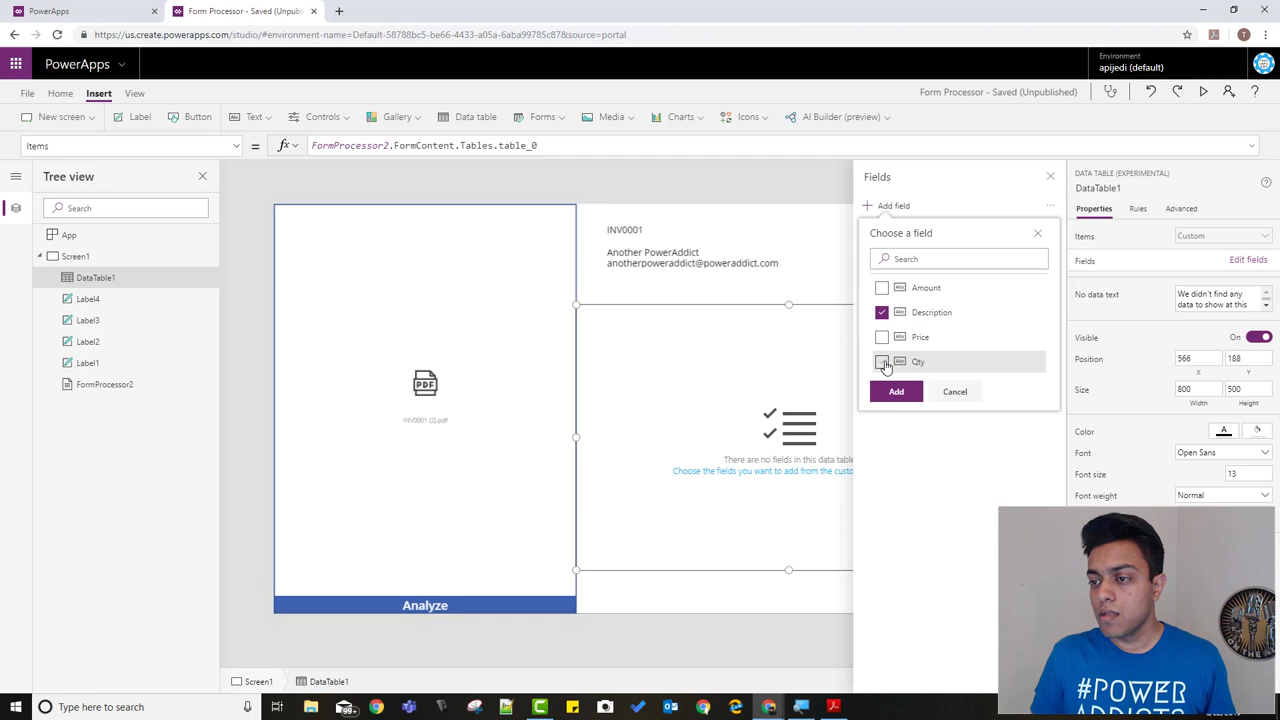 PowerApps
Form Processor - Saved (Unpublis
https://us.create.powerapps.com/studio/#environment-name=Default-58788bc5-be66-4433-a05a-6aba99785c87&source=portal
PowerApps
Environment
apijedi (default)
File Home Insert View
Form Processor - Saved (Unpublished)
New screen Label Button Text Controls Gallery Data table Forms Media Charts Icons AI Builder (preview)
Items = fx FormProcessor2.FormContent.Tables.table_0
Tree view
Search
App
Screen1
DataTable1
Label4
Label3
Label2
Label1
FormProcessor2
PDF
INV0001 (2).pdf
Analyze
INV0001
Another PowerAddict
anotherpoweraddict@poweraddict.com
There are no fields in this data table
Choose the fields you want to add from the custo
Fields
Add field
Choose a field
Search
Amount
Description
Price
Qty
Add Cancel
DATA TABLE (EXPERIMENTAL)
DataTable1
Properties Rules Advanced
Items Custom
Fields Edit fields
No data text We didn't find any
data to show at this
Visible On
Position 566 188
X Y
Size 800 500
Width Height
Color
Font Open Sans
Font size 13
Font weight Normal
Screen1 DataTable1
#POWER
ADDICTS
Type here to search
99+